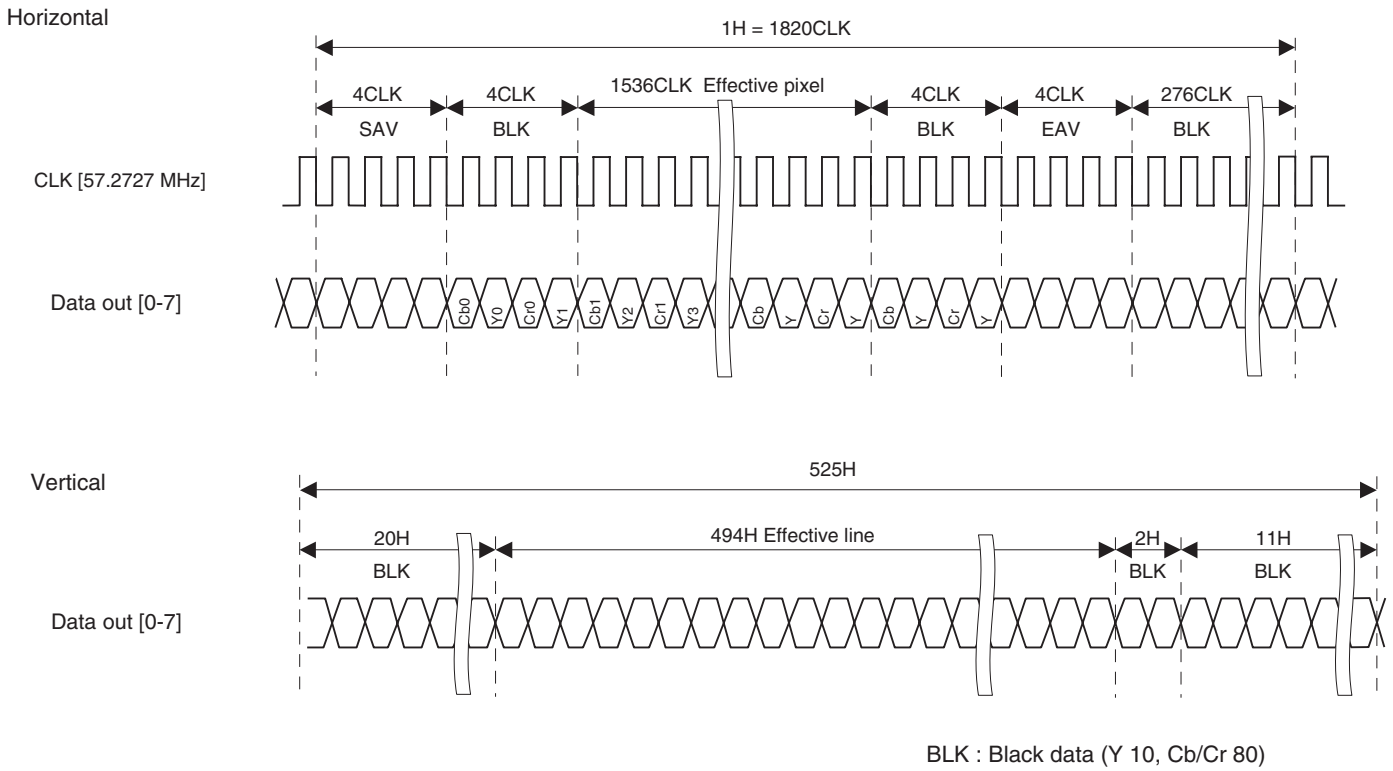 Horizontal
1H = 1820CLK
4CLK
SAV
4CLK
BLK
1536CLK Effective pixel
4CLK
BLK
4CLK
EAV
276CLK
BLK
CLK [57.2727 MHz]
Data out [0-7]
Cb0 Y0 Cr0 Y1 Cb1 Y2 Cr1 Y3 Cb Y Cr Y Cb Y Cr Y
Vertical
525H
20H
BLK
494H Effective line
2H
BLK
11H
BLK
Data out [0-7]
BLK : Black data (Y 10, Cb/Cr 80)